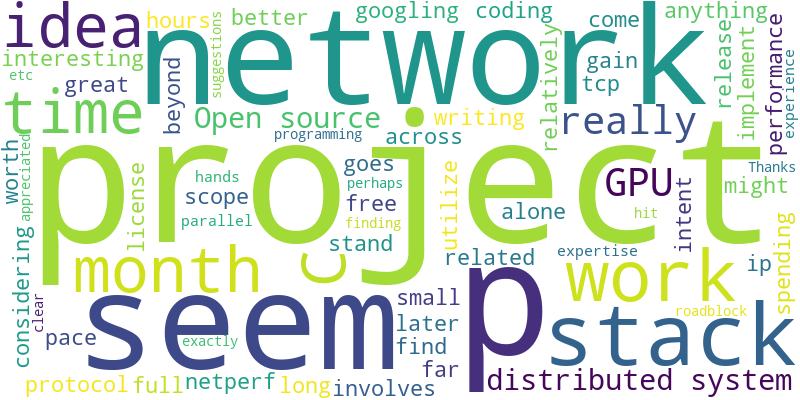 idea
network
hours
suggestions
better
googling
coding
come
anything
interesting
etc
great
beyond
relatively
gain
tcp
release
implement
performance
experience
time
Open source
programming
writing
across
really
project
worth
appreciated
license
hands
scope
parallel
goes
perhaps
free
finding
stand
utilize
GPU
alone
hit
intent
Thanks
might
considering
month
C
related
expertise
work
ip
spending
clear
pace
seem
exactly
small
later
find
far
p
stack
roadblock
protocol
full
netperf
long
involves
distributed system